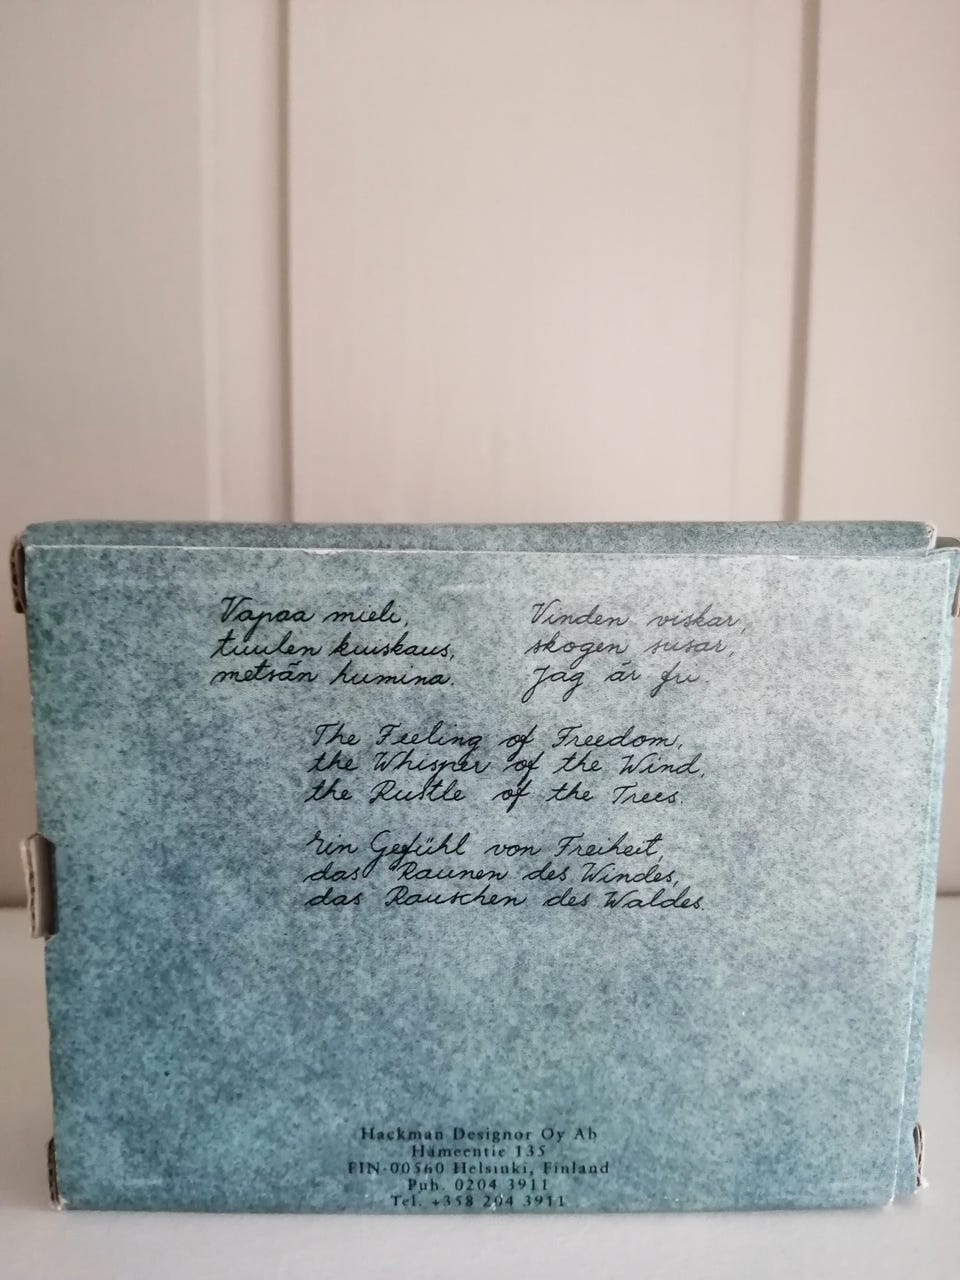 Vapaa mieli,
tuulen kuiskaus,
metsän humina.
Vinden viskar,
skogen susar,
Jag är fri.
The Feeling of Freedom,
the Whisper of the Wind,
the Rustle of the Trees.
Ein Gefühl von Freiheit,
das Raunen des Windes,
das Rauschen des Waldes.
Hackman Designor Oy Ab
Hämeentie 135
FIN-00560 Helsinki, Finland
Puh. 0204 3911
Tel. +358 204 3911